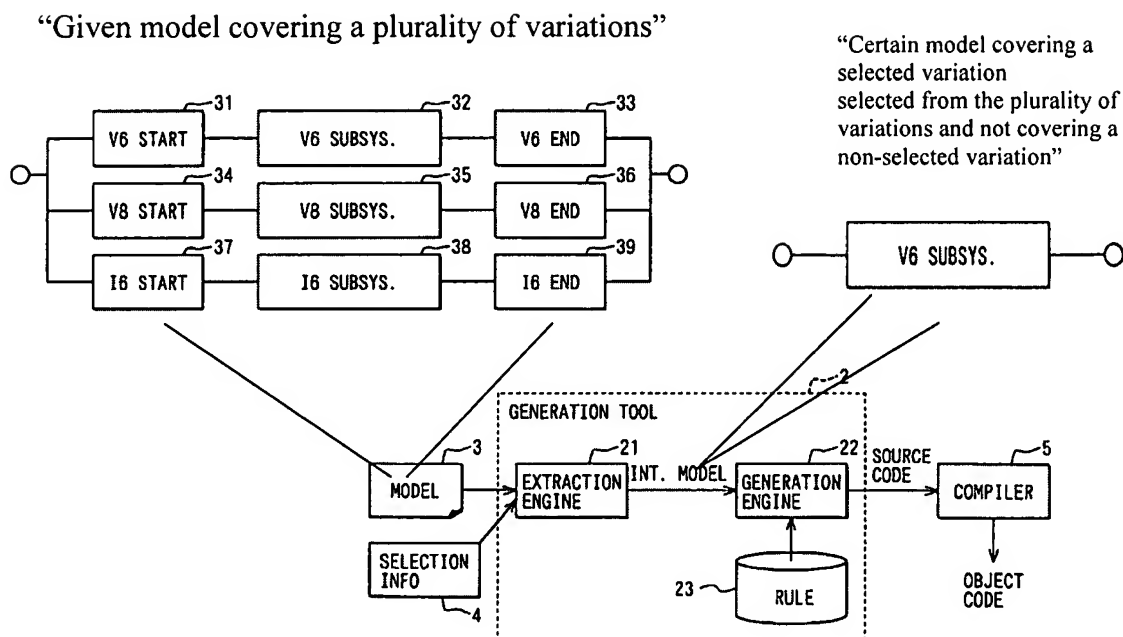 “Given model covering a plurality of variations”
“Certain model covering a
selected variation
selected from the plurality of
variations and not covering a
non-selected variation”
31
32
33
V6 START
V6 SUBSYS.
V6 END
34
35
36
V8 START
V8 SUBSYS.
V8 END
37
38
39
I6 START
I6 SUBSYS.
I6 END
V6 SUBSYS.
2
GENERATION TOOL
3
MODEL
21
EXTRACTION
ENGINE
INT. MODEL
22
GENERATION
ENGINE
SOURCE
CODE
5
COMPILER
SELECTION
INFO
4
23
RULE
OBJECT
CODE